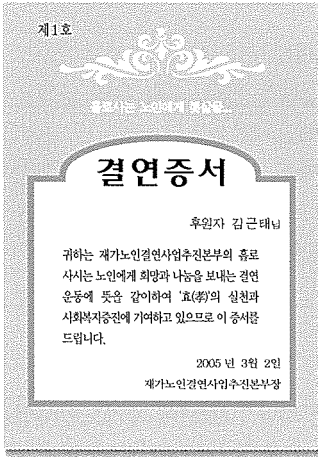 제1호
홀로사는 노인에게 햇살을...
결연증서
후원자 김근태님
귀하는 재가노인결연사업추진본부의 홀로
사시는 노인에게 희망과 나눔을 보내는 결연
운동에 뜻을 같이하여 '효(孝)'의 실천과
사회복지증진에 기여하고 있으므로 이 증서를
드립니다.
2005년 3월 2일
재가노인결연사업추진본부장